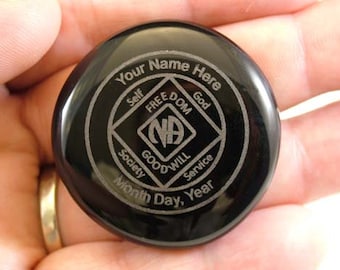 Your Name Here
Self God
FREEDOM
NA
GOODWILL
Society Service
Month Day, Year